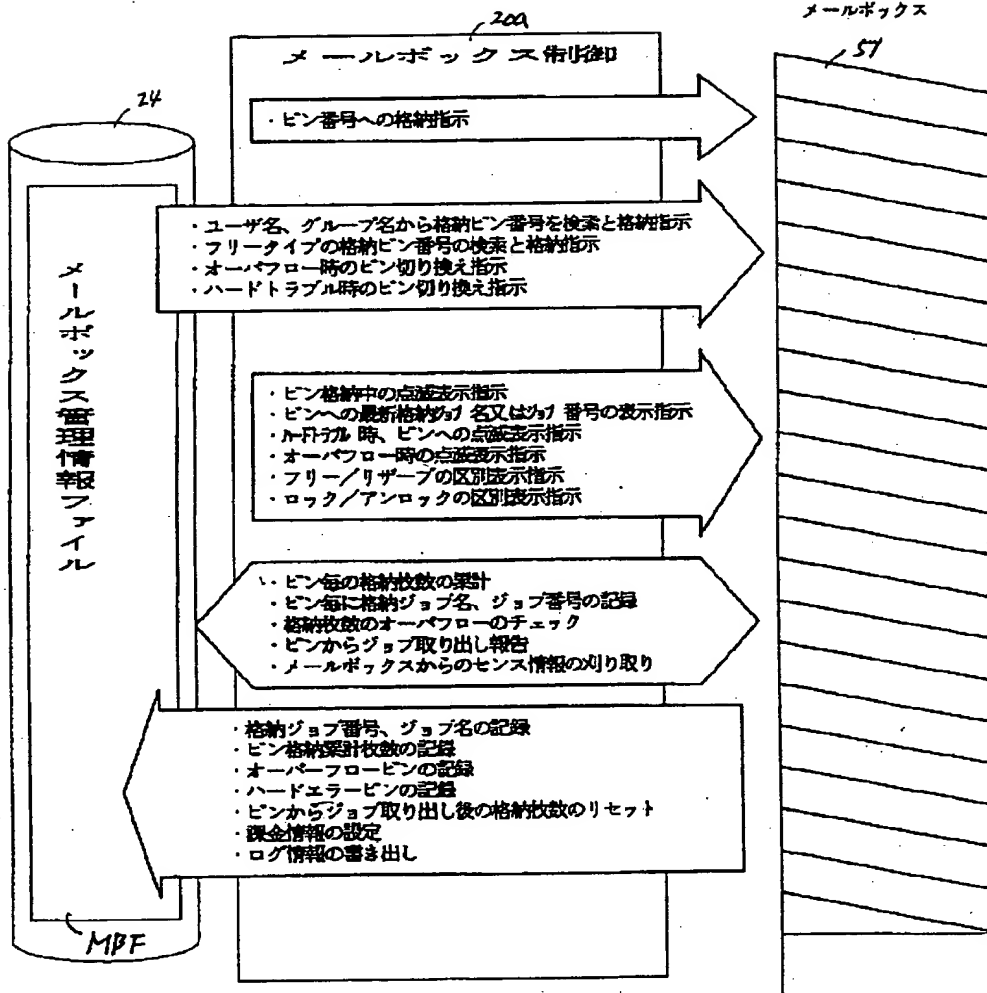 メールボックス
20a
51
メールボックス制御
24
・ビン番号への格納指示
・ユーザ名、グループ名から格納ビン番号を検索と格納指示
・フリータイプの格納ビン番号の検索と格納指示
・オーバフロー時のビン切り換え指示
・ハードトラブル時のビン切り換え指示
メールボックス管理情報ファイル
・ビン格納中の点滅表示指示
・ビンへの最新格納ｼﾞｮﾌﾞ名又はｼﾞｮﾌﾞ番号の表示指示
・ﾊｰﾄﾞﾄﾗﾌﾞﾙ時、ビンへの点滅表示指示
・オーバフロー時の点滅表示指示
・フリー／リザーブの区別表示指示
・ロック／アンロックの区別表示指示
・ビン毎の格納枚数の累計
・ビン毎に格納ジョブ名、ジョブ番号の記録
・格納枚数のオーバフローのチェック
・ビンからジョブ取り出し報告
・メールボックスからのセンス情報の刈り取り
・格納ジョブ番号、ジョブ名の記録
・ビン格納累計枚数の記録
・オーバーフロービンの記録
・ハードエラービンの記録
・ビンからジョブ取り出し後の格納枚数のリセット
・課金情報の設定
・ログ情報の書き出し
MBF